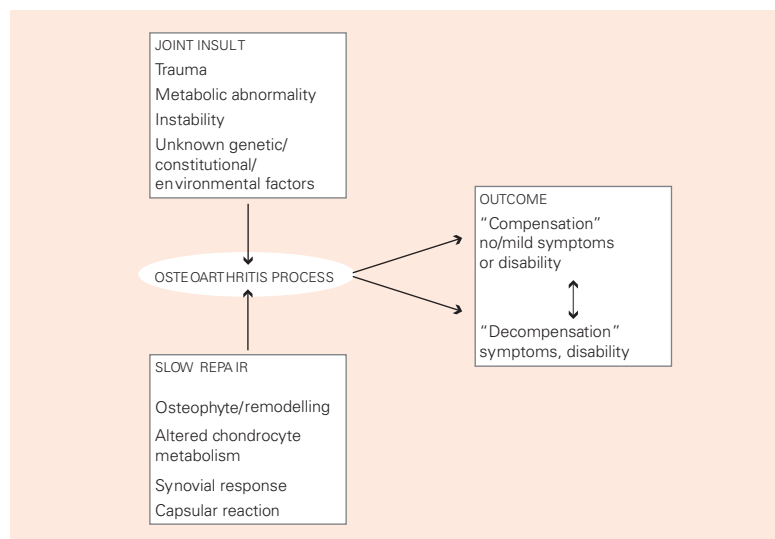 JOINT INSULT
Trauma
Metabolic abnormality
Instability
Unknown genetic/
constitutional/
environmental factors
OSTEOARTHRITIS PROCESS
SLOW REPAIR
Osteophyte/remodelling
Altered chondrocyte
metabolism
Synovial response
Capsular reaction
OUTCOME
“Compensation”
no/mild symptoms
or disability
“Decompensation”
symptoms, disability